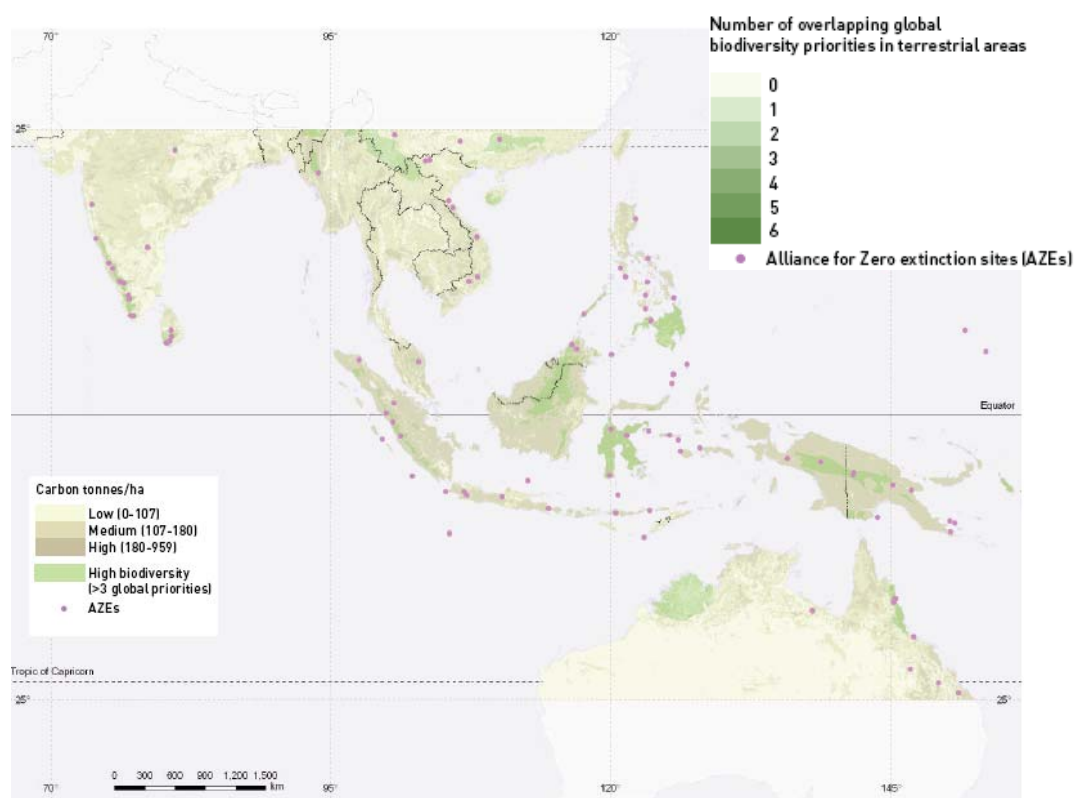 Number of overlapping global
biodiversity priorities in terrestrial areas
0
1
2
3
4
5
6
Alliance for Zero extinction sites (AZEs)
70°
95°
120°
25°
Equator
Carbon tonnes/ha
Low (0-107)
Medium (107-180)
High (180-959)
High biodiversity
(>3 global priorities)
AZEs
Tropic of Capricorn
25°
25°
0 300 600 900 1,200 1,500
km
70°
95°
120°
145°